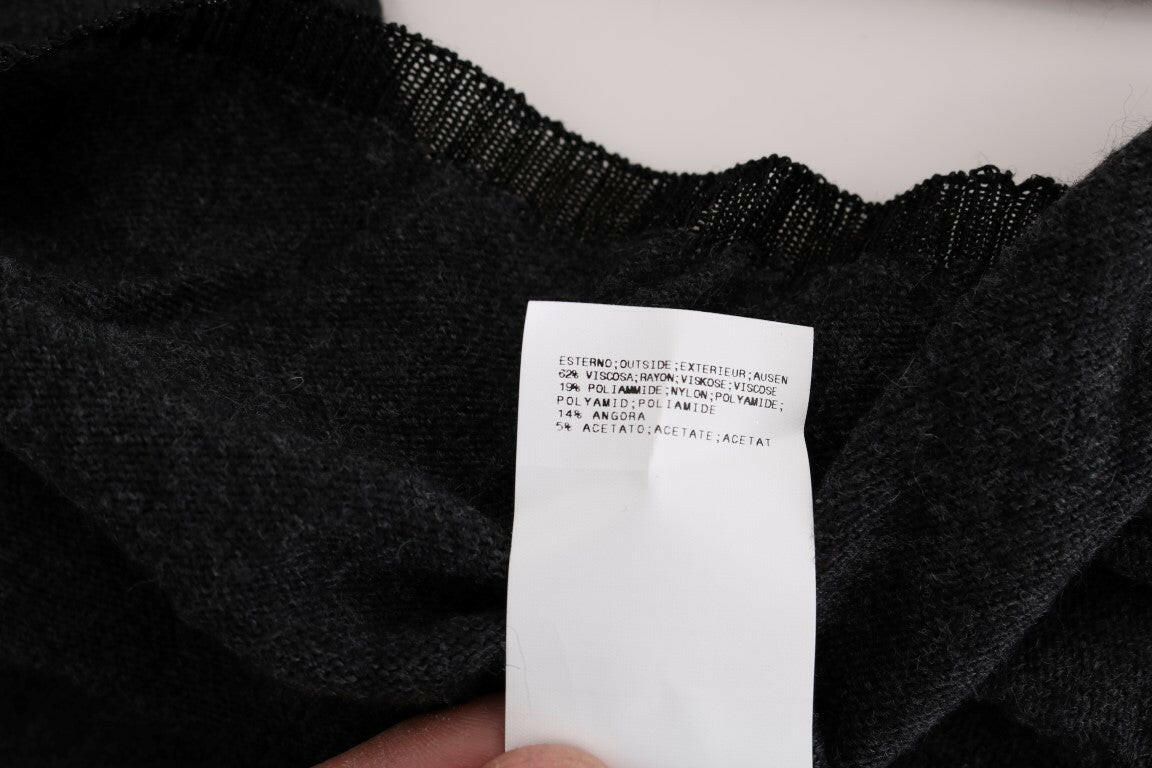 ESTERNO;OUTSIDE;EXTERIEUR;AUSEN
62% VISCOSA;RAYON;VISKOSE;VISCOSE
19% POLIAMMIDE;NYLON;POLYAMIDE;
POLYAMID;POLIAMIDE
14% ANGORA
5% ACETATO;ACETATE;ACETAT